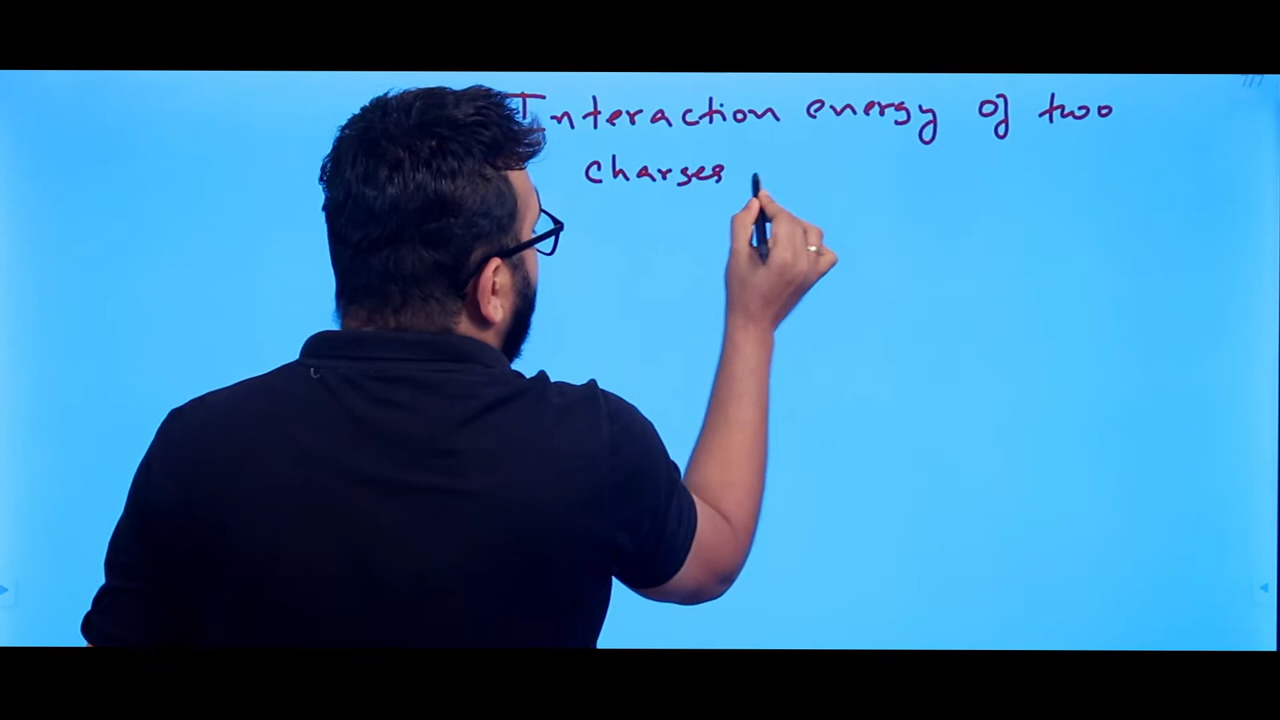 Interaction energy of two
charges